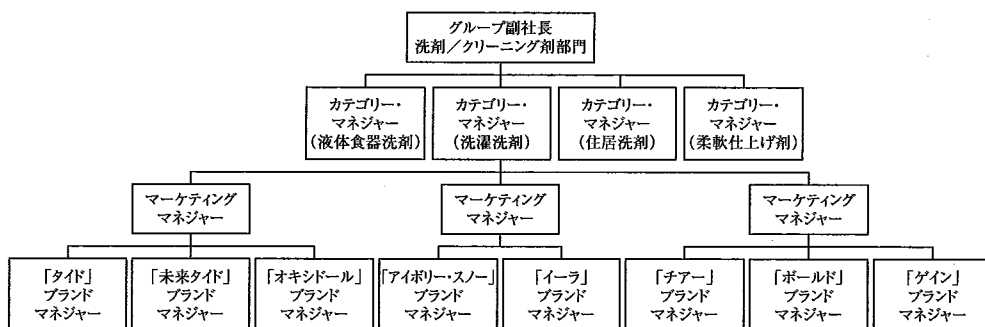 グループ副社長
洗剤／クリーニング剤部門
カテゴリー・
マネジャー
(液体食器洗剤)
カテゴリー・
マネジャー
(洗濯洗剤)
カテゴリー・
マネジャー
(住居洗剤)
カテゴリー・
マネジャー
(柔軟仕上げ剤)
マーケティング
マネジャー
マーケティング
マネジャー
マーケティング
マネジャー
「タイド」
ブランド
マネジャー
「未来タイド」
ブランド
マネジャー
「オキシドール」
ブランド
マネジャー
「アイボリー・スノー」
ブランド
マネジャー
「イーラ」
ブランド
マネジャー
「チアー」
ブランド
マネジャー
「ボールド」
ブランド
マネジャー
「ゲイン」
ブランド
マネジャー